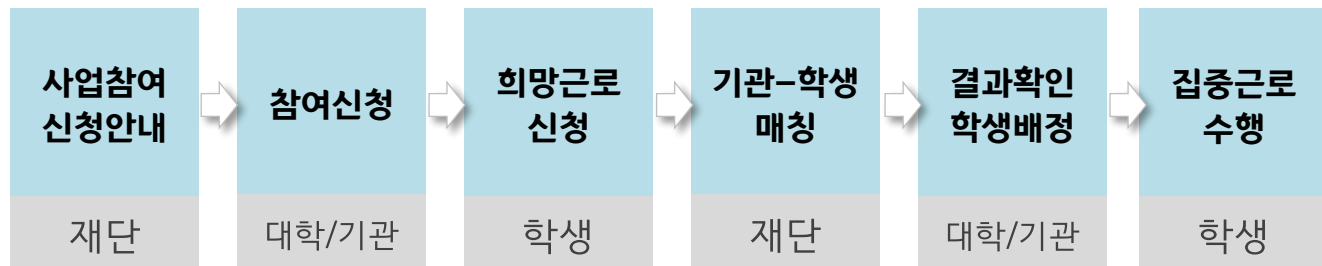 사업참여
신청안내
재단
참여신청
대학/기관
희망근로
신청
학생
기관-학생
매칭
재단
결과확인
학생배정
대학/기관
집중근로
수행
학생